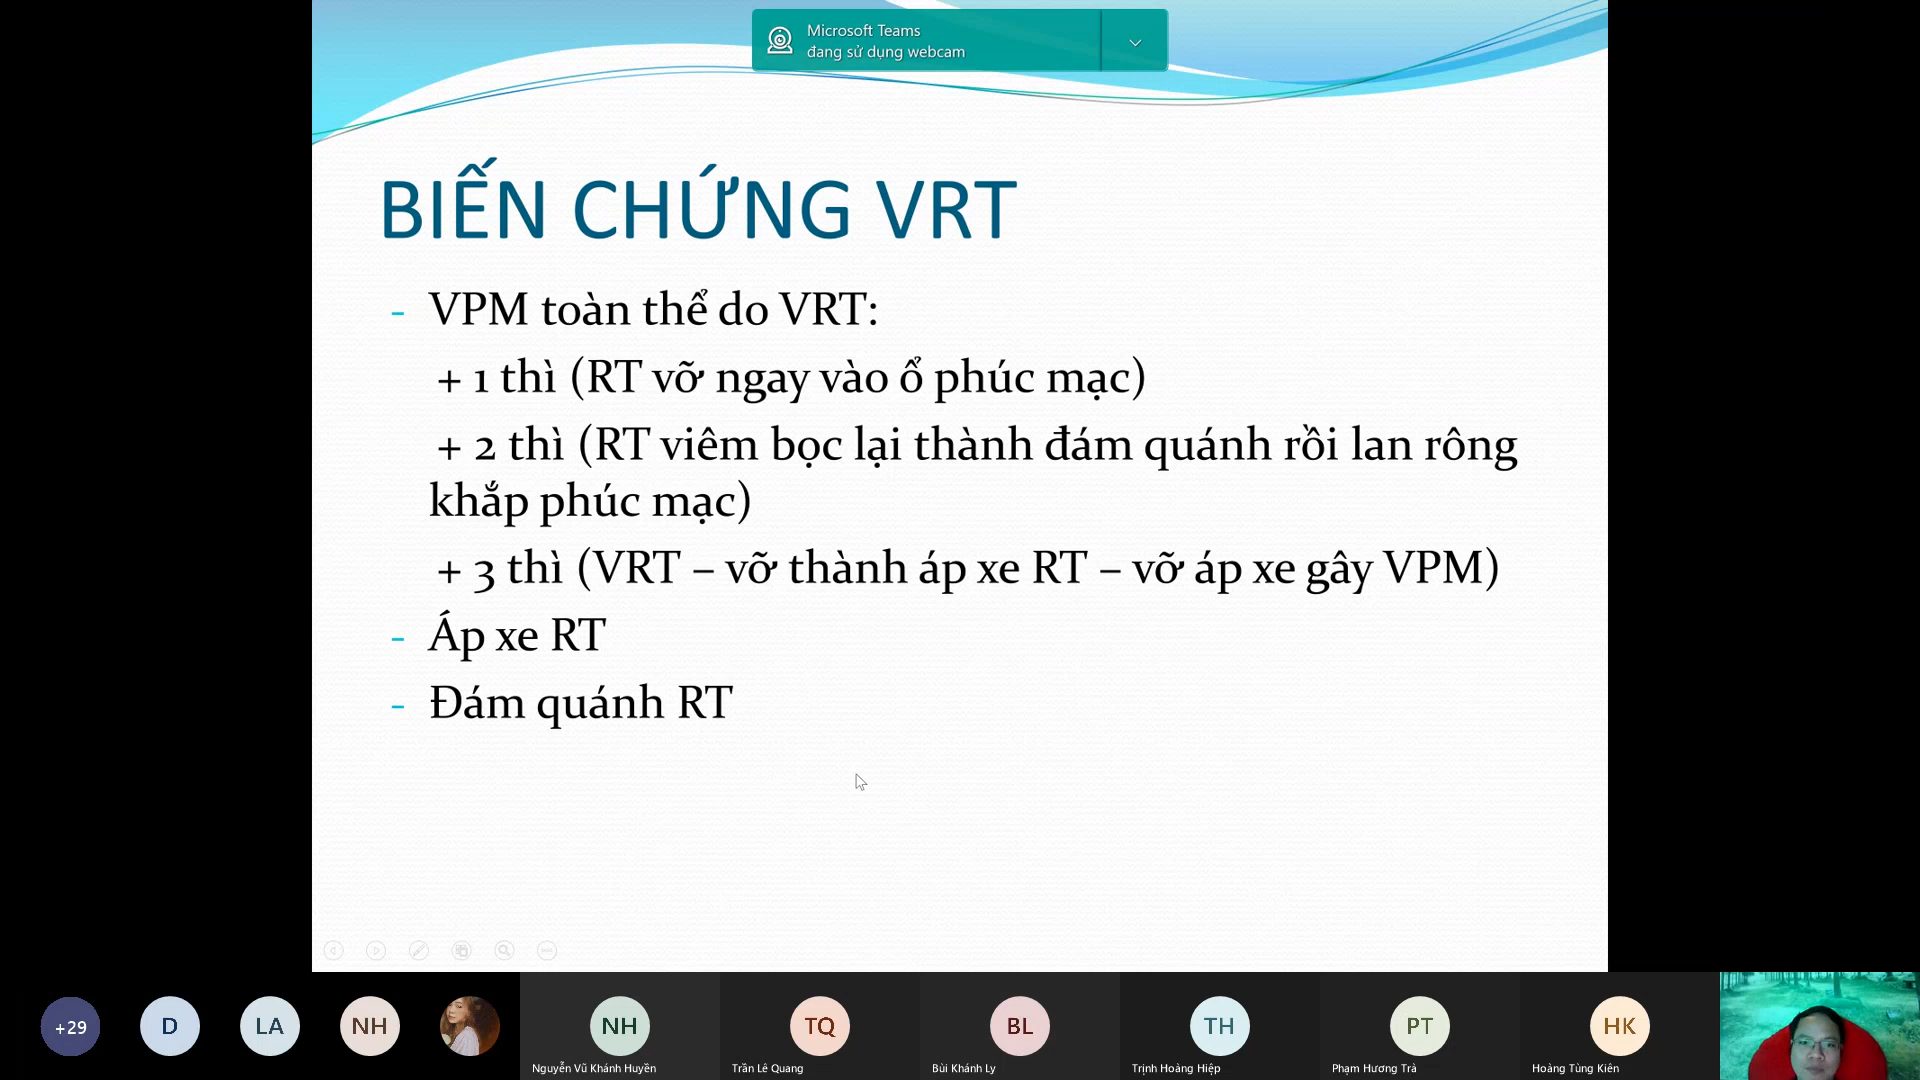 Microsoft Teams
đang sử dụng webcam
BIẾN CHỨNG VRT
- VPM toàn thể do VRT:
+ 1 thì (RT vỡ ngay vào ổ phúc mạc)
+ 2 thì (RT viêm bọc lại thành đám quánh rồi lan rông
khắp phúc mạc)
+ 3 thì (VRT – vỡ thành áp xe RT – vỡ áp xe gây VPM)
- Áp xe RT
- Đám quánh RT
+29
D
LA
NH
NH
TQ
BL
TH
PT
HK
Nguyễn Vũ Khánh Huyền
Trần Lê Quang
Bùi Khánh Ly
Trịnh Hoàng Hiệp
Phạm Hương Trà
Hoàng Tùng Kiên